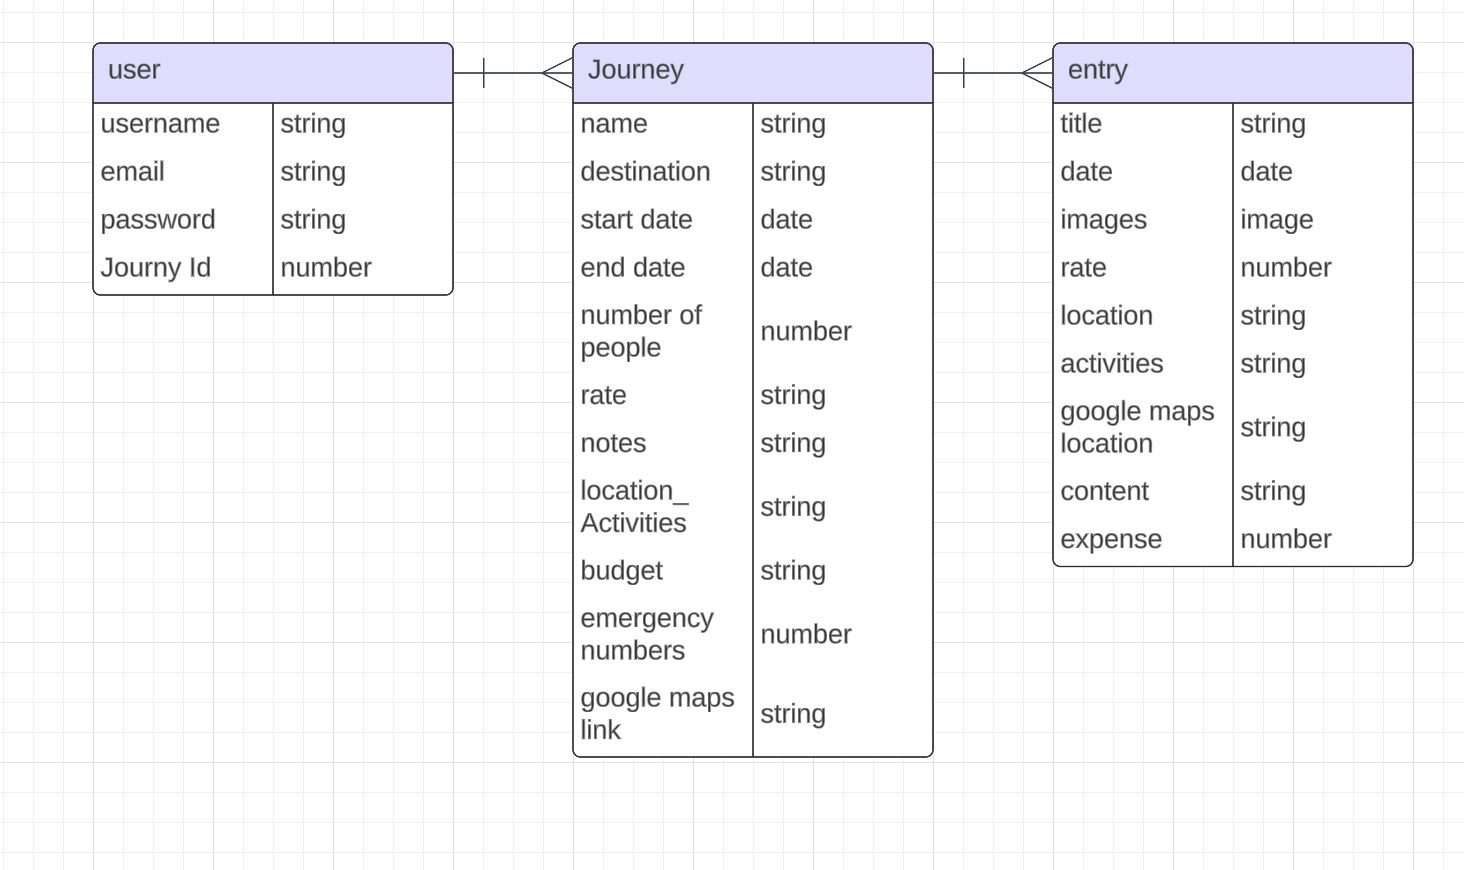 user
username string
email string
password string
Journy Id number
Journey
name string
destination string
start date date
end date date
number of
people number
rate string
notes string
location_
Activities string
budget string
emergency
numbers number
google maps
link string
entry
title string
date date
images image
rate number
location string
activities string
google maps
location string
content string
expense number